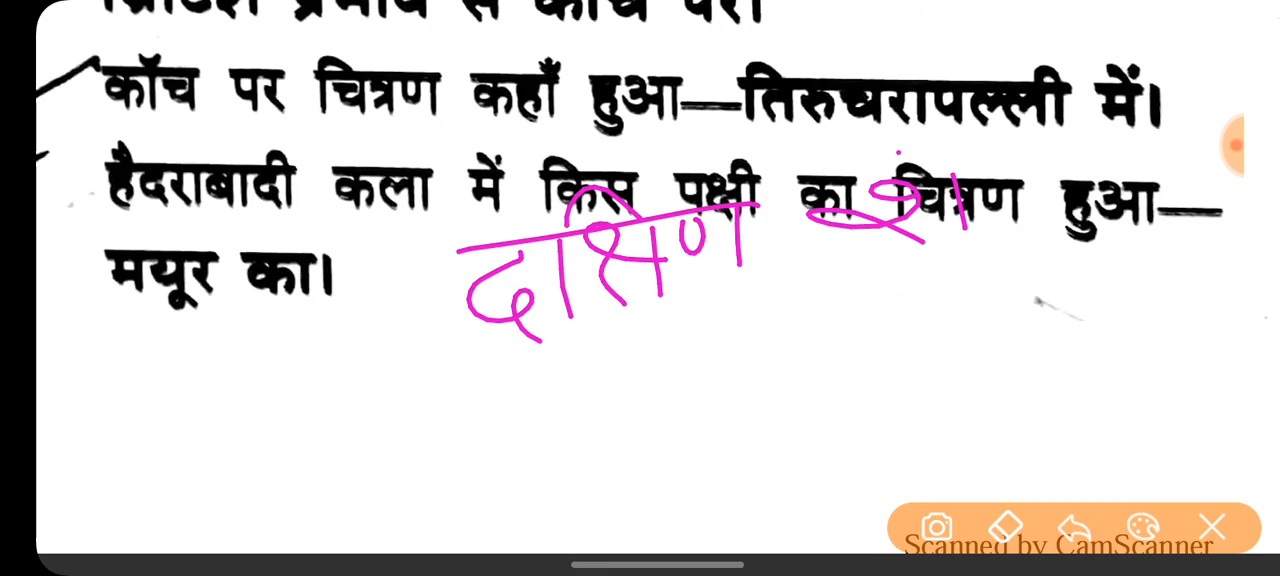 काँच पर चित्रण कहाँ हुआ—तिरुचरापल्ली में।
हैदराबादी कला में किस पक्षी का चित्रण हुआ—
मयूर का।
दक्षिण
Scanned by CamScanner